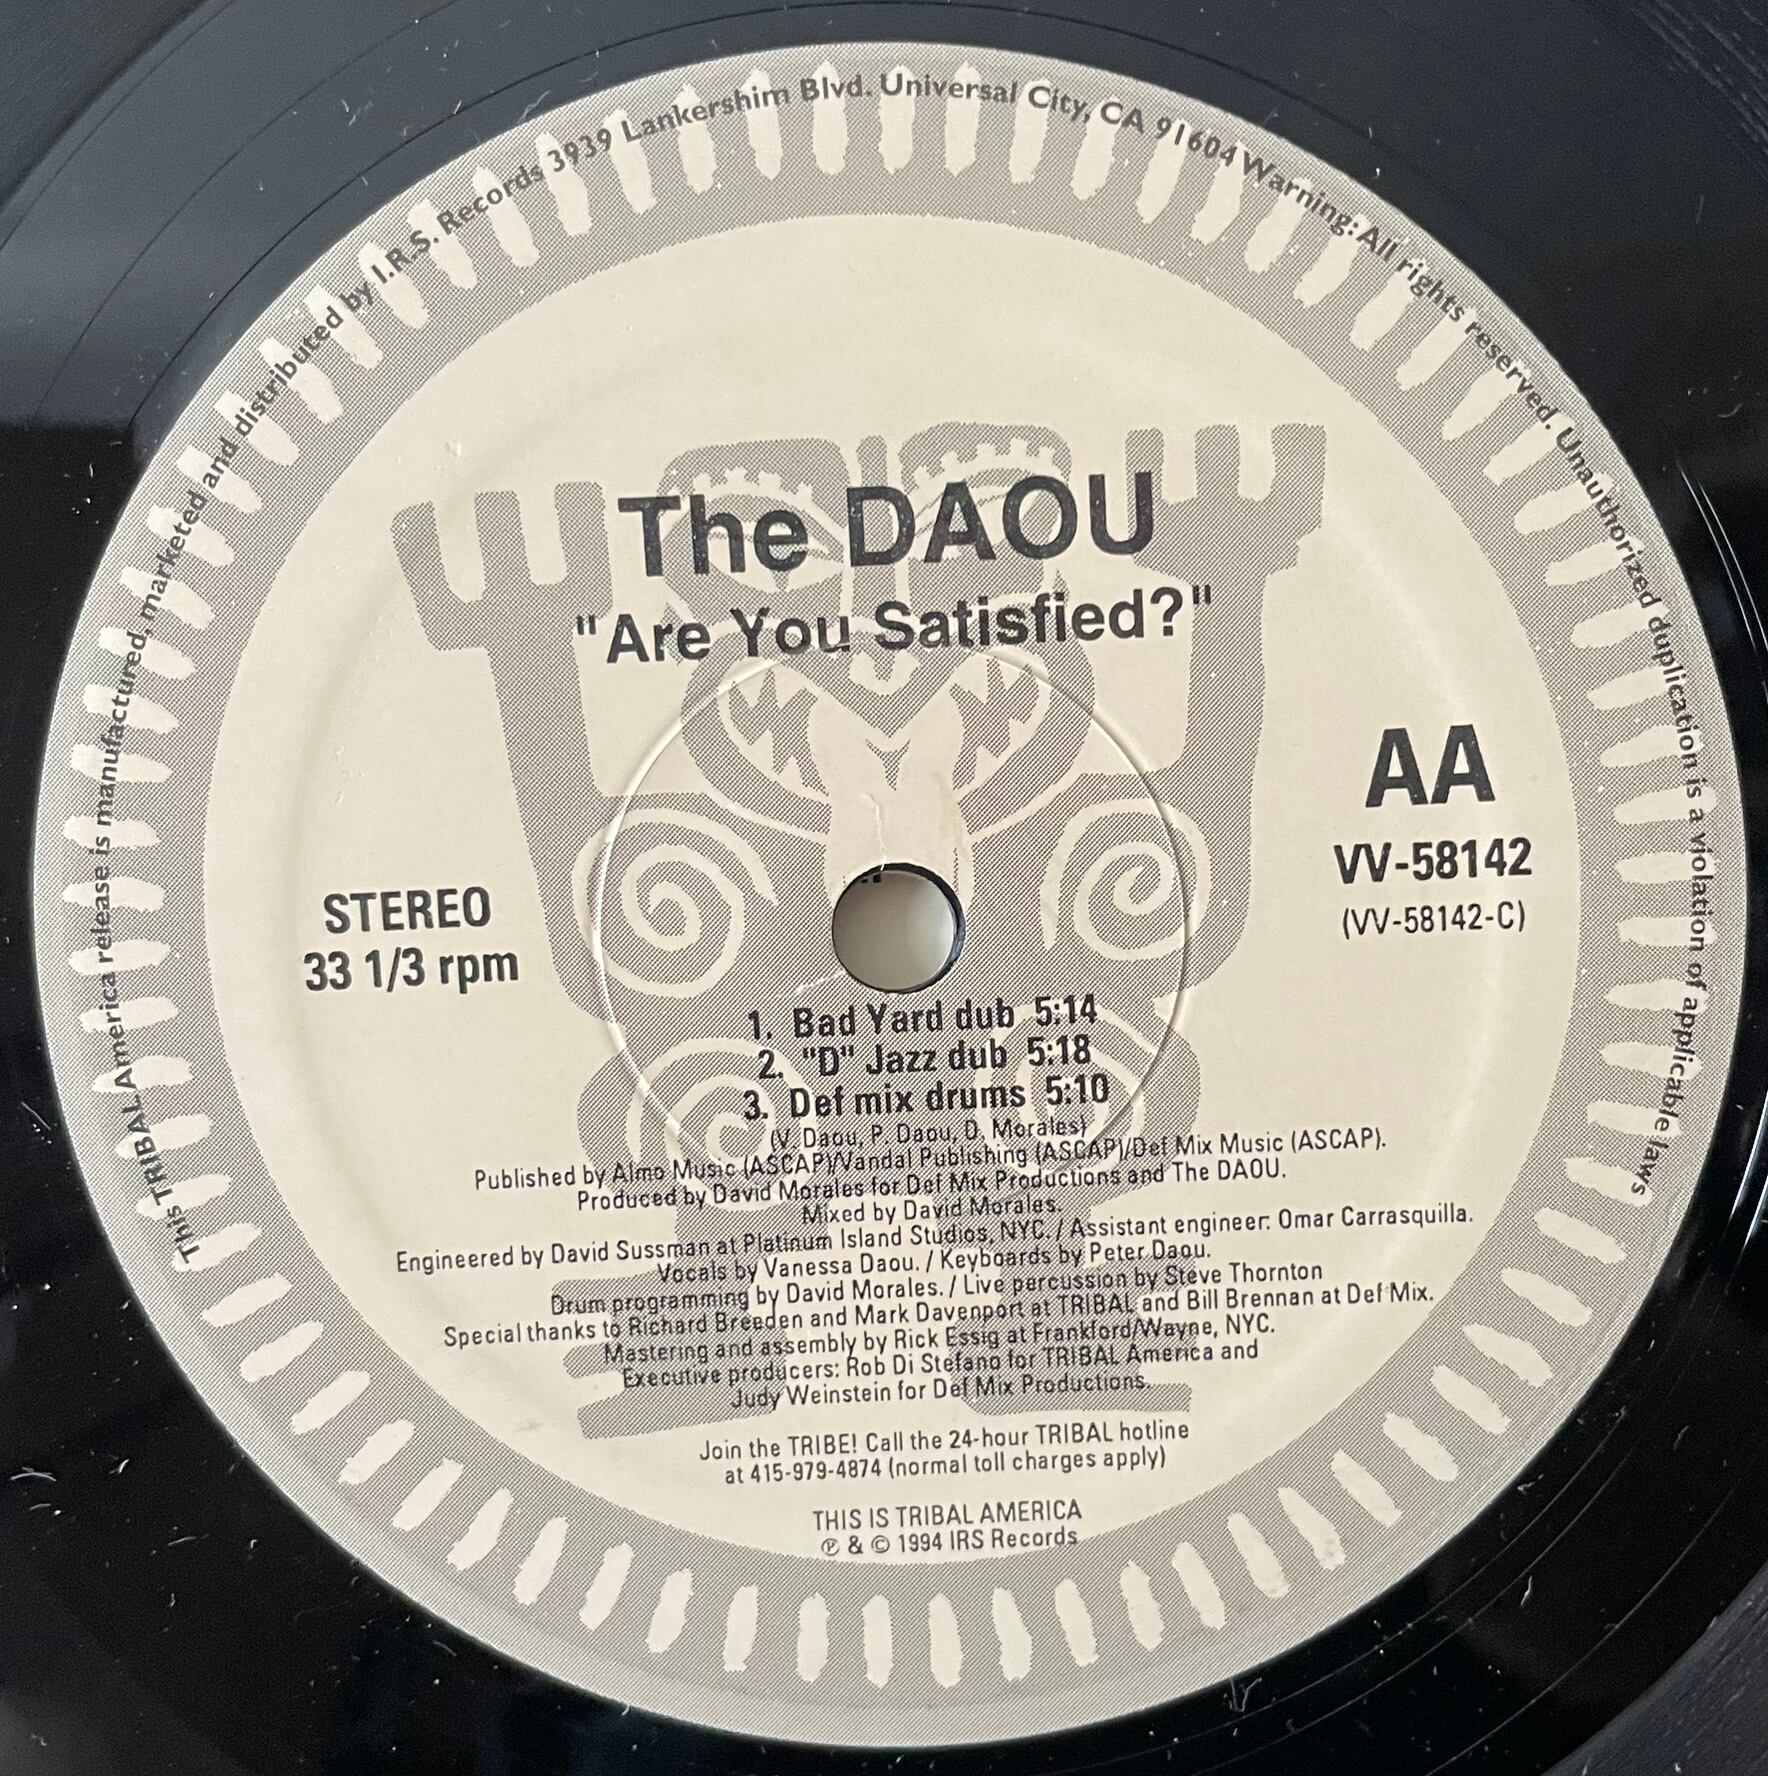 This TRIBAL America release is manufactured, marketed and distributed by I.R.S. Records 3939 Lankershim Blvd. Universal City, CA 91604 Warning: All rights reserved. Unauthorized duplication is a violation of applicable laws
The DAOU
"Are You Satisfied?"
AA
VV-58142
(VV-58142-C)
STEREO
33 1/3 rpm
1. Bad Yard dub 5:14
2. "D" Jazz dub 5:18
3. Def mix drums 5:10
(V. Daou, P. Daou, D. Morales)
Published by Almo Music (ASCAP)/Vandal Publishing (ASCAP)/Def Mix Music (ASCAP).
Produced by David Morales for Def Mix Productions and The DAOU.
Mixed by David Morales.
Engineered by David Sussman at Platinum Island Studios, NYC. / Assistant engineer: Omar Carrasquilla.
Vocals by Vanessa Daou. / Keyboards by Peter Daou.
Drum programming by David Morales. / Live percussion by Steve Thornton
Special thanks to Richard Breeden and Mark Davenport at TRIBAL and Bill Brennan at Def Mix.
Mastering and assembly by Rick Essig at Frankford/Wayne, NYC.
Executive producers: Rob Di Stefano for TRIBAL America and
Judy Weinstein for Def Mix Productions.
Join the TRIBE! Call the 24-hour TRIBAL hotline
at 415-979-4874 (normal toll charges apply)
THIS IS TRIBAL AMERICA
℗ & © 1994 IRS Records